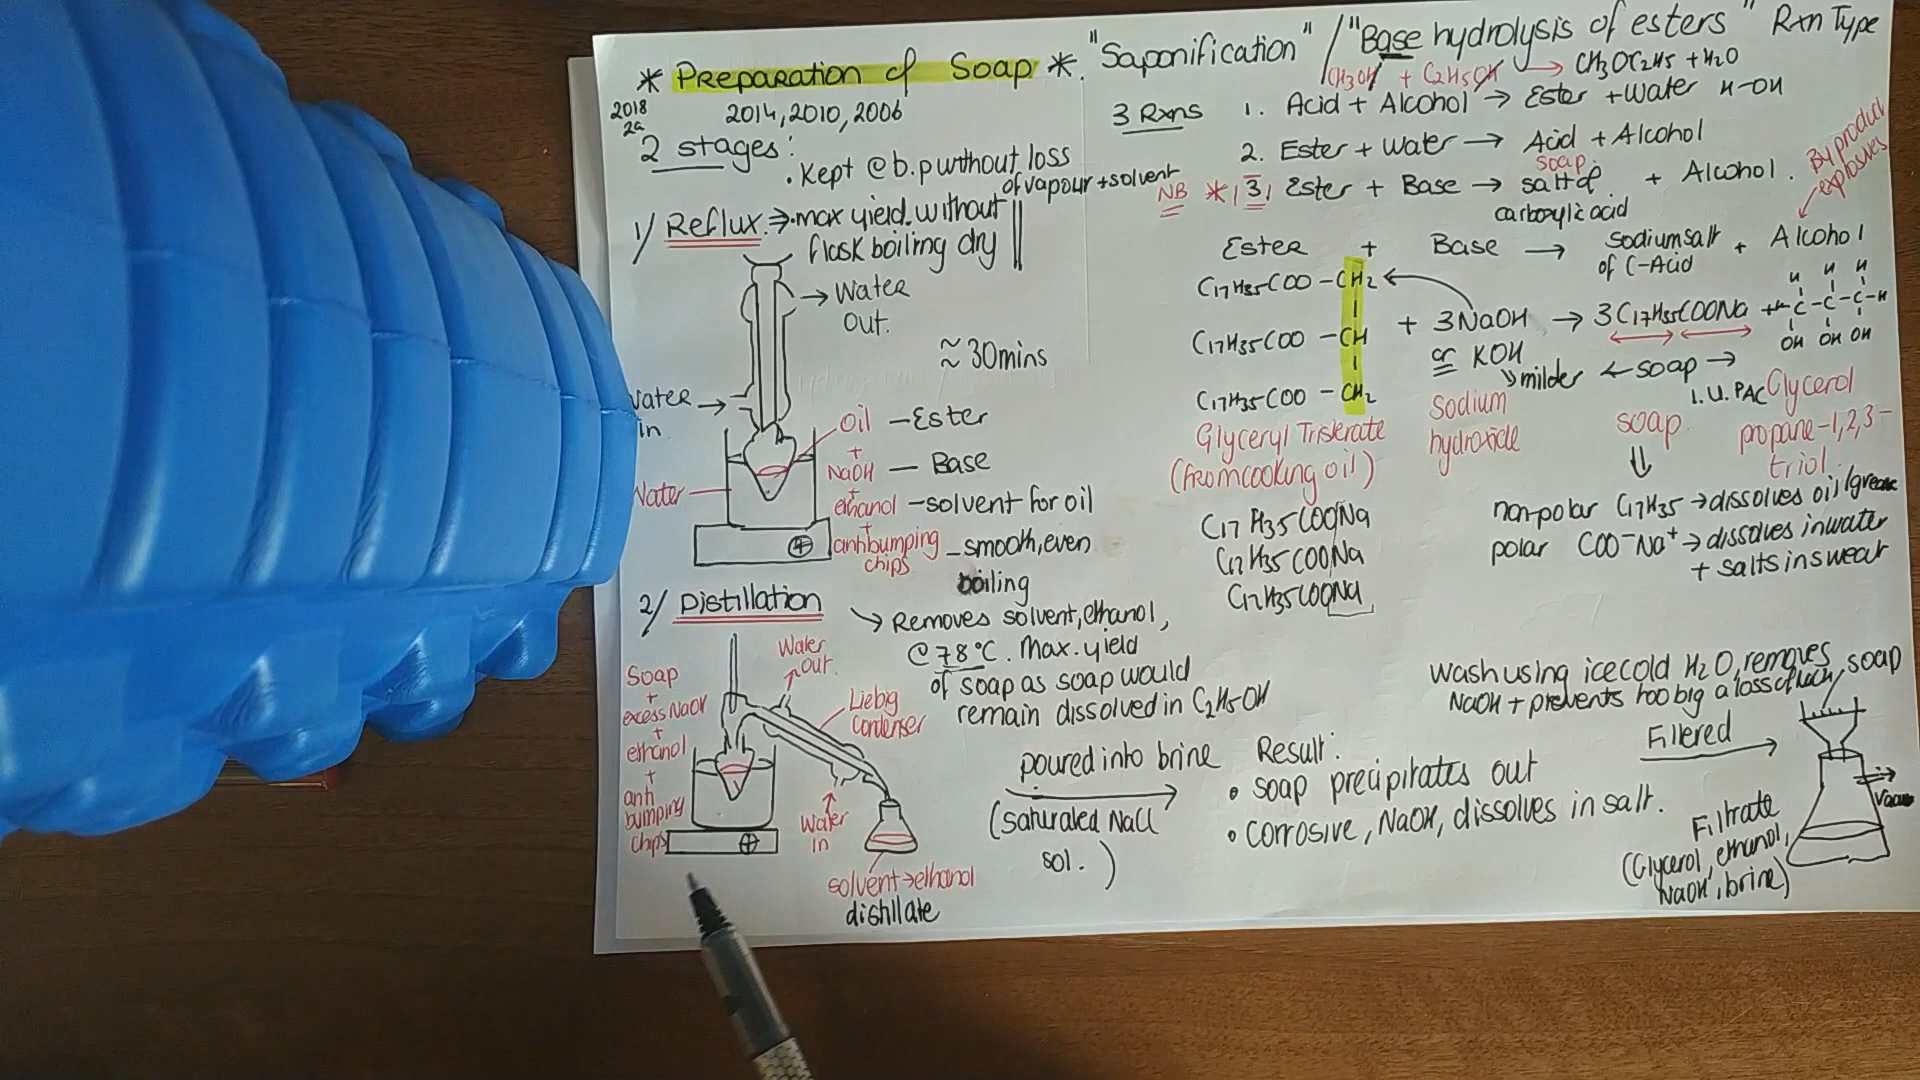 * Preparation of Soap * "Saponification" / "Base hydrolysis of esters" Rxn Type
2018
2a
2014, 2010, 2006
CH3OH + C2H5OH → CH3OC2H5 + H2O
3 Rxns 1. Acid + Alcohol → Ester + Water H-OH
2. Ester + Water → Acid + Alcohol
NB * 3. Ester + Base → salt of carboxylic acid + Alcohol.
soap
By product explosives
2 stages:
1) Reflux ⇒ · max yield without flask boiling dry
· Kept @ b.p without loss of vapour + solvent
Water out.
≈ 30mins
Water in
Oil – Ester
+
NaOH – Base
+
ethanol – solvent for oil
+
antibumping chips – smooth, even boiling
Water
Ester + Base → Sodium salt of C-Acid + Alcohol
C17H35COO – CH2
C17H35COO – CH + 3NaOH → 3C17H35COONa +
C17H35COO – CH2
H H H
H-C-C-C-H
OH OH OH
or KOH
milder ← soap →
Glyceryl Tristerate
(from cooking oil)
Sodium hydroxide
soap
I.U.PAC Glycerol
propane-1,2,3-triol
C17H35COONa
C17H35COONa
C17H35COONa
non-polar C17H35 → dissolves oil/grease
polar COO⁻Na⁺ → dissolves in water
+ salts in sweat
2) Distillation
→ Removes solvent, ethanol,
@ 78°C. Max. yield
of soap as soap would
remain dissolved in C2H5OH
Soap
+
excess NaOH
+
ethanol
+
anti
bumping
chips
Water out.
Liebig
Condenser
Water
In
solvent → ethanol
distillate
poured into brine
(saturated NaCl
sol.)
Result:
• soap precipitates out
• corrosive, NaOH, dissolves in salt.
Wash using ice cold H2O, removes
NaOH + prevents too big a loss of
soap
Filtered
Filtrate
(Glycerol, ethanol,
NaOH, brine)